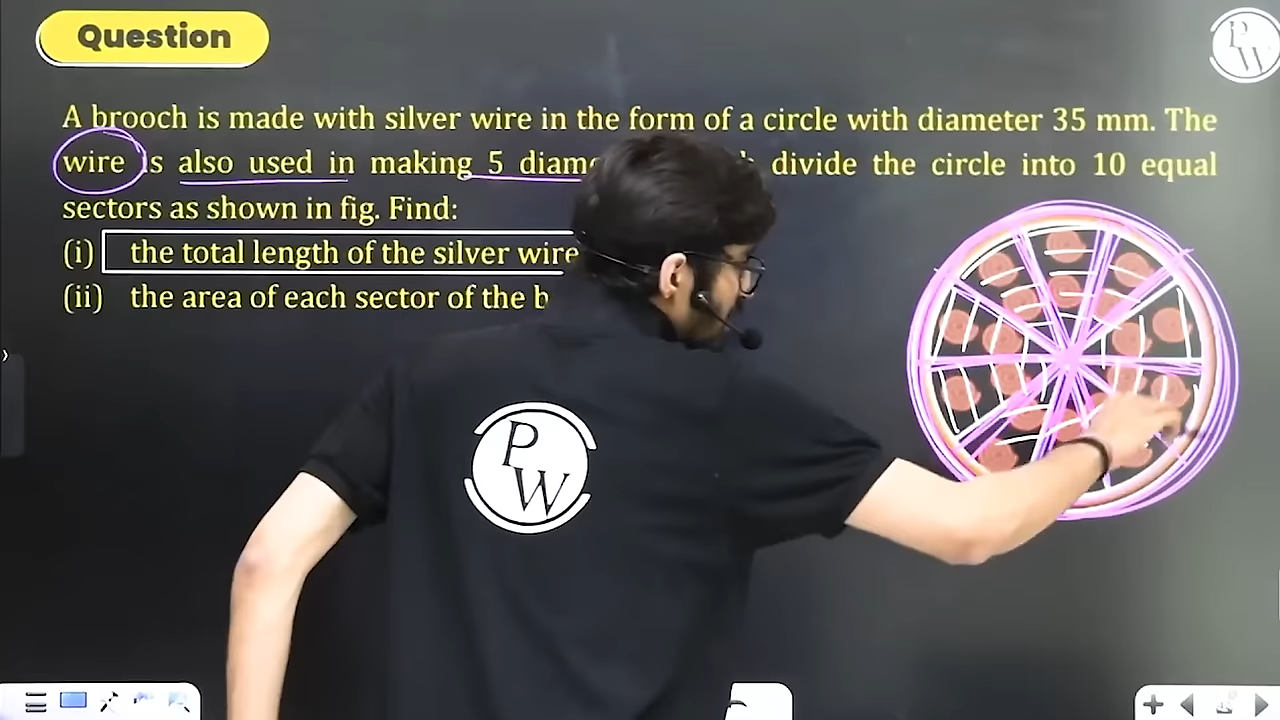 Question
PW
A brooch is made with silver wire in the form of a circle with diameter 35 mm. The
wire is also used in making 5 divide the circle into 10 equal
sectors as shown in fig. Find:
(i) the total length of the silver wire
(ii) the area of each sector of the
PW